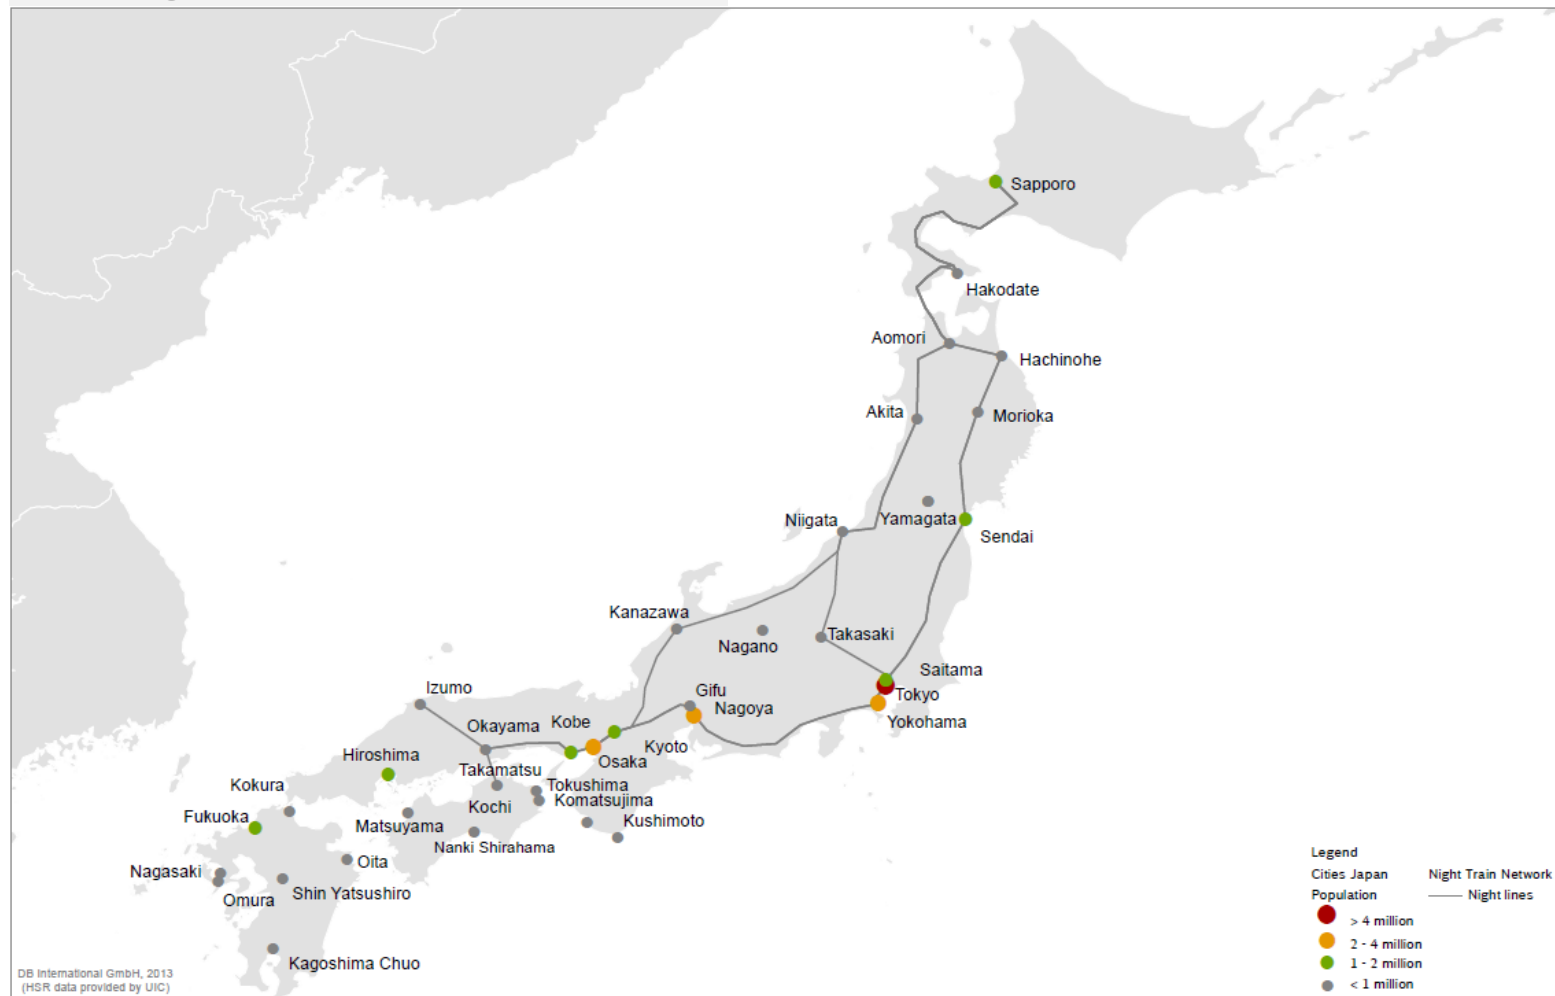 Sapporo
Hakodate
Aomori
Hachinohe
Akita
Morioka
Niigata
Yamagata
Sendai
Kanazawa
Nagano
Takasaki
Saitama
Tokyo
Yokohama
Izumo
Gifu
Nagoya
Okayama
Kobe
Kyoto
Osaka
Hiroshima
Takamatsu
Tokushima
Kokura
Kochi
Komatsujima
Fukuoka
Matsuyama
Kushimoto
Nanki Shirahama
Nagasaki
Oita
Omura
Shin Yatsushiro
Kagoshima Chuo
Legend
Cities Japan
Night Train Network
Population
Night lines
> 4 million
2 - 4 million
1 - 2 million
< 1 million
DB International GmbH, 2013
(HSR data provided by UIC)